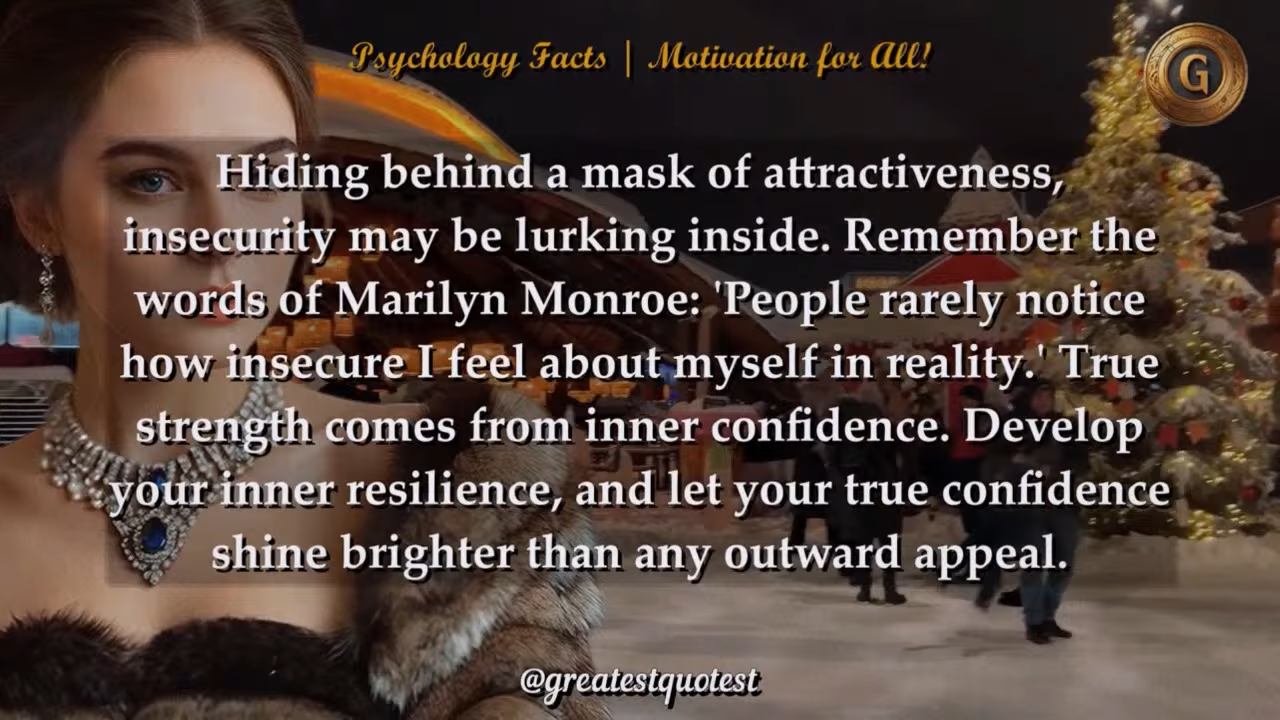 Psychology Facts | Motivation for All!
G
Hiding behind a mask of attractiveness,
insecurity may be lurking inside. Remember the
words of Marilyn Monroe: 'People rarely notice
how insecure I feel about myself in reality.' True
strength comes from inner confidence. Develop
your inner resilience, and let your true confidence
shine brighter than any outward appeal.
@greatestquotest